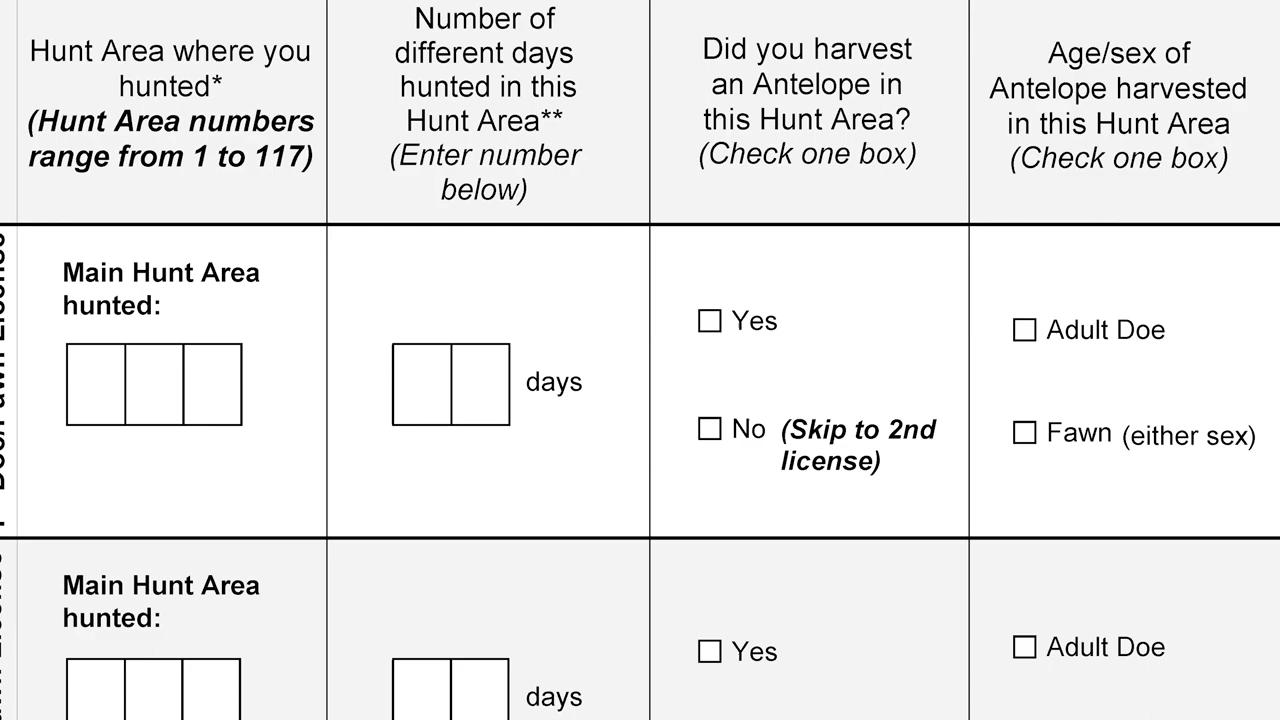 Hunt Area where you
hunted*
(Hunt Area numbers
range from 1 to 117)
Number of
different days
hunted in this
Hunt Area**
(Enter number
below)
Did you harvest
an Antelope in
this Hunt Area?
(Check one box)
Age/sex of
Antelope harvested
in this Hunt Area
(Check one box)
Main Hunt Area
hunted:
days
Yes
No (Skip to 2nd
license)
Adult Doe
Fawn (either sex)
Main Hunt Area
hunted:
days
Yes
Adult Doe